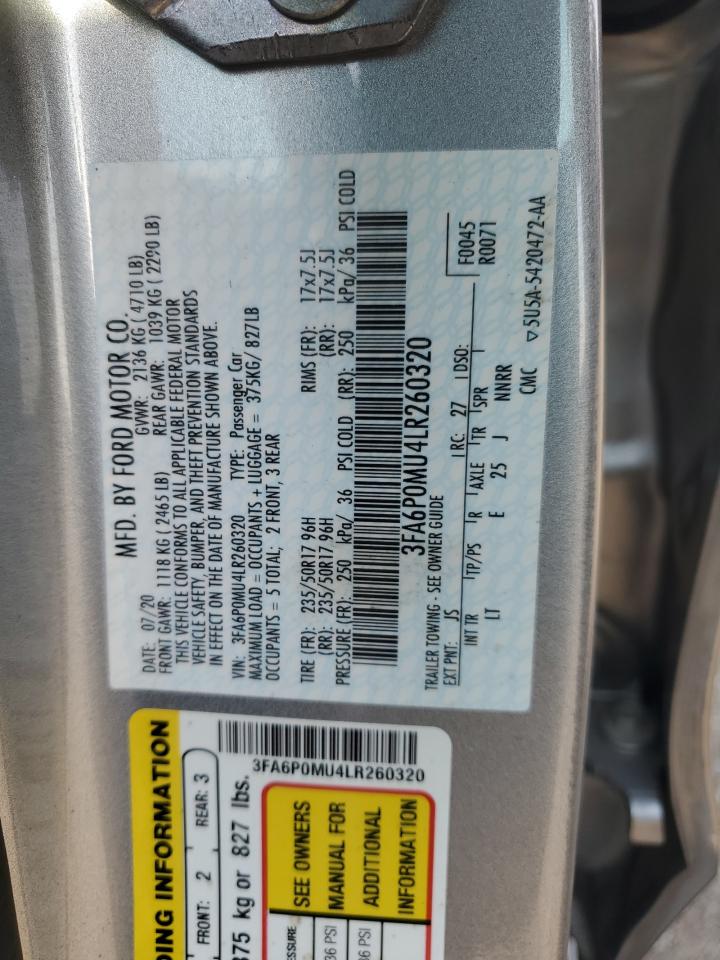 MFD. BY FORD MOTOR CO.
DATE: 07/20 GVWR: 2136 KG ( 4710 LB)
FRONT GAWR: 1118 KG ( 2465 LB) REAR GAWR: 1039 KG ( 2290 LB)
THIS VEHICLE CONFORMS TO ALL APPLICABLE FEDERAL MOTOR
VEHICLE SAFETY, BUMPER, AND THEFT PREVENTION STANDARDS
IN EFFECT ON THE DATE OF MANUFACTURE SHOWN ABOVE.
VIN: 3FA6P0MU4LR260320 TYPE: Passenger Car
MAXIMUM LOAD = OCCUPANTS + LUGGAGE = 375KG/ 827LB
OCCUPANTS = 5 TOTAL; 2 FRONT, 3 REAR
TIRE (FR): 235/50R17 96H RIMS (FR): 17x7.5J
(RR): 235/50R17 96H (RR): 17x7.5J
PRESSURE (FR): 250 kPa/ 36 PSI COLD (RR): 250 kPa/ 36 PSI COLD
3FA6P0MU4LR260320
TRAILER TOWING - SEE OWNER GUIDE
EXT PNT: JS RC: 27 DSO: F0045
R0071
INT TR TP/PS R AXLE TR SPR
LT E 25 J NNRR
CMC ▽5U5A-5420472-AA
3FA6P0MU4LR260320
DING INFORMATION
FRONT: 2 REAR: 3
375 kg or 827 lbs.
SEE OWNERS
MANUAL FOR
ADDITIONAL
INFORMATION
36 PSI
36 PSI